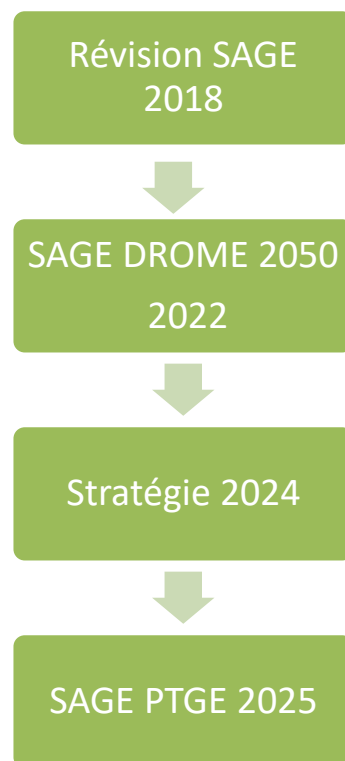 Révision SAGE
2018
SAGE DROME 2050
2022
Stratégie 2024
SAGE PTGE 2025